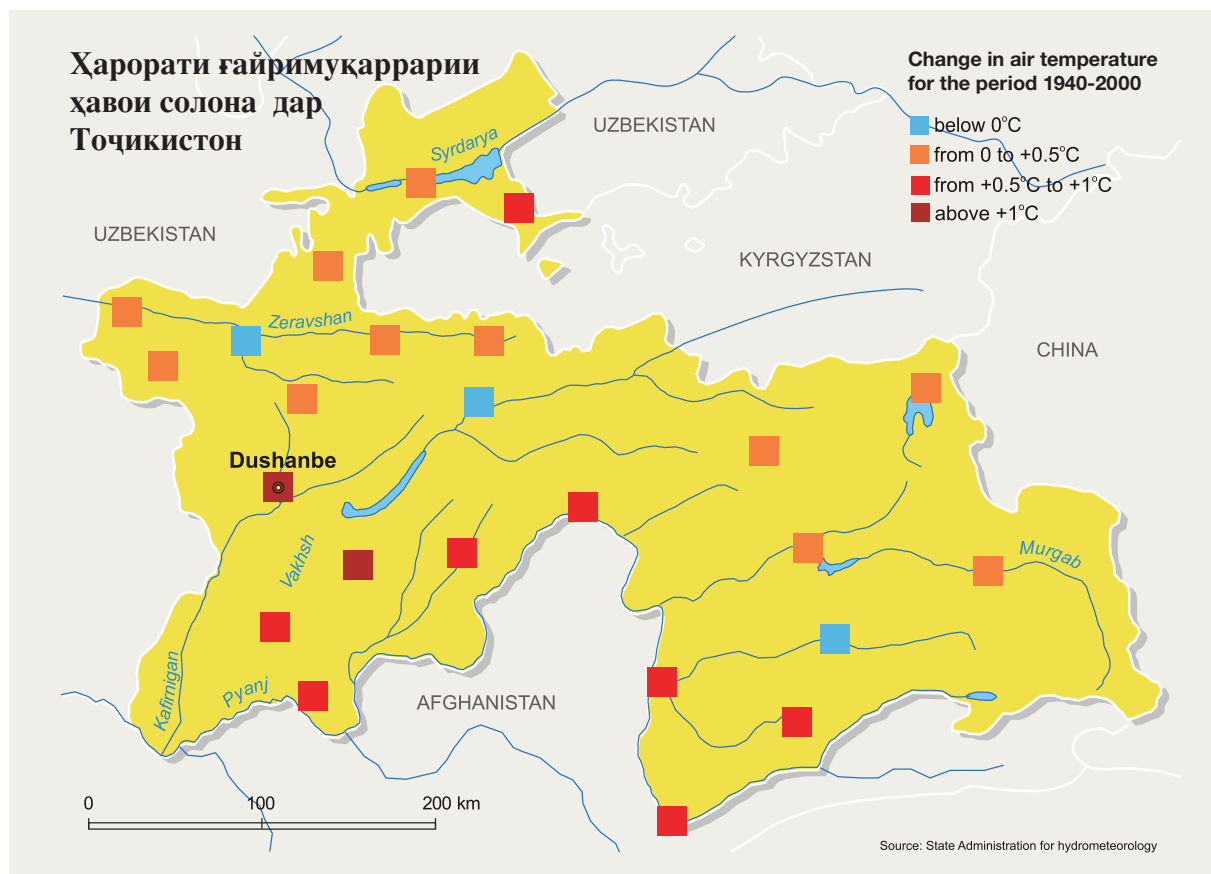 Ҳарорати ғайримуқаррарии
ҳавои солона дар
Тоҷикистон
Change in air temperature
for the period 1940-2000
below 0°C
from 0 to +0.5°C
from +0.5°C to +1°C
above +1°C
UZBEKISTAN
Syrdarya
UZBEKISTAN
KYRGYZSTAN
Zeravshan
CHINA
Dushanbe
Vakhsh
Murgab
Kafirnigan
Pyanj
AFGHANISTAN
0 100 200 km
Source: State Administration for hydrometeorology